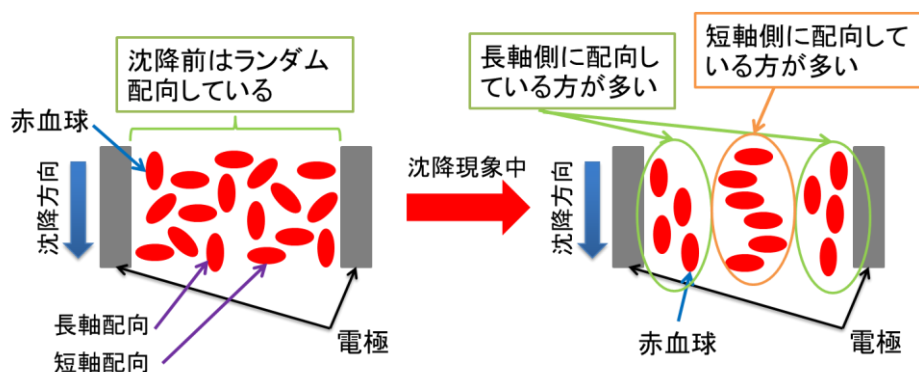 沈降前はランダム
配向している
赤血球
沈降方向
長軸配向
短軸配向
電極
沈降現象中
長軸側に配向し
ている方が多い
短軸側に配向して
いる方が多い
沈降方向
赤血球
電極